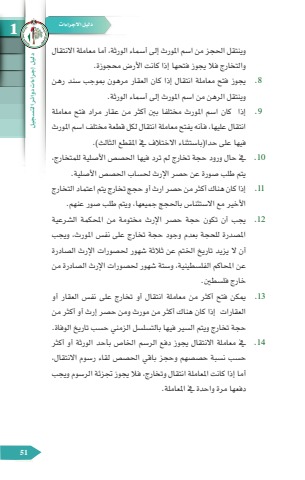 دليل الاجراءات
1
دليل إجراءات دوائر التسجيل
وينتقل الحجز من اسم المورث إلى أسماء الورثة، أما معاملة الانتقال
والتخارج فلا يجوز فتحها إذا كانت الأرض محجوزة.
8. يجوز فتح معاملة انتقال إذا كان العقار مرهون بموجب سند رهن
وينتقل الرهن من اسم المورث إلى أسماء الورثة.
9. إذا كان اسم المورث مختلفا بين أكثر من عقار مراد فتح معاملة
انتقال عليها، فأنه يفتح معاملة انتقال لكل قطعة مختلف اسم المورث
فيها على حدا(باستثناء الاختلاف في المقطع الثالث).
10. في حال ورود حجة تخارج لم ترد فيها الحصص الأصلية للمتخارج،
يتم طلب صورة عن حصر الإرث لحساب الحصص الأصلية.
11. إذا كان هناك أكثر من حصر ارث أو حجج تخارج يتم اعتماد التخارج
الأخير مع الاستئناس بالحجج جميعها، ويتم طلب صور عنهم.
12. يجب أن تكون حجة حصر الإرث مختومة من المحكمة الشرعية
المصدرة للحجة بعدم وجود حجة تخارج على نفس المورث، ويجب
أن لا يزيد تاريخ الختم عن ثلاثة شهور لحصورات الإرث الصادرة
عن المحاكم الفلسطينية، وستة شهور لحصورات الإرث الصادرة من
خارج فلسطين.
13. يمكن فتح أكثر من معاملة انتقال أو تخارج على نفس العقار أو
العقارات إذا كان هناك أكثر من مورث ومن حصر إرث أو أكثر من
حجة تخارج ويتم السير فيها بالتسلسل الزمني حسب تاريخ الوفاة.
14. في معاملة الانتقال يجوز دفع الرسم الخاص بأحد الورثة أو أكثر
حسب نسبة حصصهم وحجز باقي الحصص لقاء رسوم الانتقال،
أما إذا كانت المعاملة انتقال وتخارج، فلا يجوز تجزئة الرسوم ويجب
دفعها مرة واحدة في المعاملة.
51